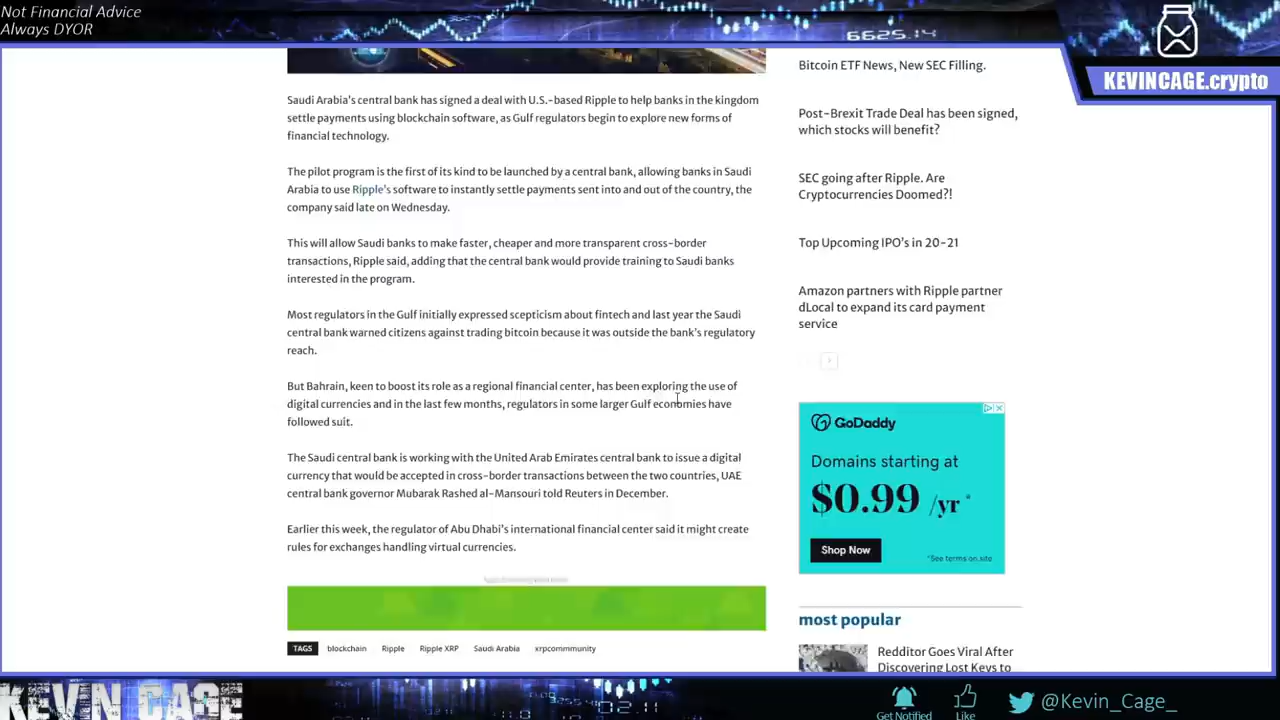 Not Financial Advice
Always DYOR
6625.14
KEVINCAGE.crypto
Saudi Arabia's central bank has signed a deal with U.S.-based Ripple to help banks in the kingdom
settle payments using blockchain software, as Gulf regulators begin to explore new forms of
financial technology.
The pilot program is the first of its kind to be launched by a central bank, allowing banks in Saudi
Arabia to use Ripple's software to instantly settle payments sent into and out of the country, the
company said late on Wednesday.
This will allow Saudi banks to make faster, cheaper and more transparent cross-border
transactions, Ripple said, adding that the central bank would provide training to Saudi banks
interested in the program.
Most regulators in the Gulf initially expressed scepticism about fintech and last year the Saudi
central bank warned citizens against trading bitcoin because it was outside the bank's regulatory
reach.
But Bahrain, keen to boost its role as a regional financial center, has been exploring the use of
digital currencies and in the last few months, regulators in some larger Gulf economies have
followed suit.
The Saudi central bank is working with the United Arab Emirates central bank to issue a digital
currency that would be accepted in cross-border transactions between the two countries, UAE
central bank governor Mubarak Rashed al-Mansouri told Reuters in December.
Earlier this week, the regulator of Abu Dhabi's international financial center said it might create
rules for exchanges handling virtual currencies.
TAGS blockchain Ripple Ripple XRP Saudi Arabia xrpcommmunity
Bitcoin ETF News, New SEC Filling.
Post-Brexit Trade Deal has been signed,
which stocks will benefit?
SEC going after Ripple. Are
Cryptocurrencies Doomed?!
Top Upcoming IPO's in 20-21
Amazon partners with Ripple partner
dLocal to expand its card payment
service
GoDaddy
Domains starting at
$0.99 /yr*
Shop Now
*See terms on site
most popular
Redditor Goes Viral After
Discovering Lost Keys to
KEVIN CAGE
Get Notified
Like
@Kevin_Cage_